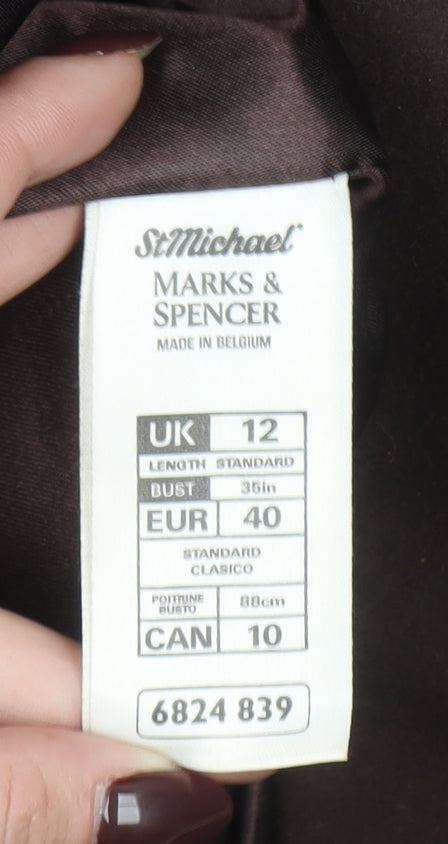 StMichael
MARKS &
SPENCER
MADE IN BELGIUM
UK 12
LENGTH STANDARD
BUST 35in
EUR 40
STANDARD
CLASICO
POITRINE
BUSTO 88cm
CAN 10
6824 839